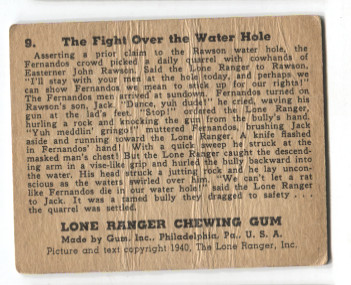 9. The Fight Over the Water Hole
Asserting a prior claim to the Rawson water hole, the
Fernandos crowd picked a daily quarrel with cowhands of
Easterner John Rawson. Said the Lone Ranger to Rawson,
"I'll stay with your men at the hole today, and perhaps we
can show Fernandos we mean to stick up for our rights!"
The Fernandos men arrived at sundown. Fernandos turned on
Rawson's son, Jack. "Dance, yuh dude!" he cried, waving his
gun at the lad's feet. "Stop!" ordered the Lone Ranger,
hurling a rock and knocking the gun from the bully's hand.
"Yuh meddlin' gringo!" muttered Fernandos, brushing Jack
aside and running toward the Lone Ranger. A knife flashed
in Fernandos' hand! With a quick sweep he struck at the
masked man's chest! But the Lone Ranger caught the descend-
ing arm in a vise-like grip and hurled the bully backward into
the water. His head struck a jutting rock and he lay uncon-
scious as the waters swirled over him. "We can't let a rat
like Fernandos die in our water hole!" said the Lone Ranger
to Jack. It was a tamed bully they dragged to safety . . .
the quarrel was settled.
LONE RANGER CHEWING GUM
Made by Gum, Inc., Philadelphia, Pa., U. S. A.
Picture and text copyright 1940, The Lone Ranger, Inc.